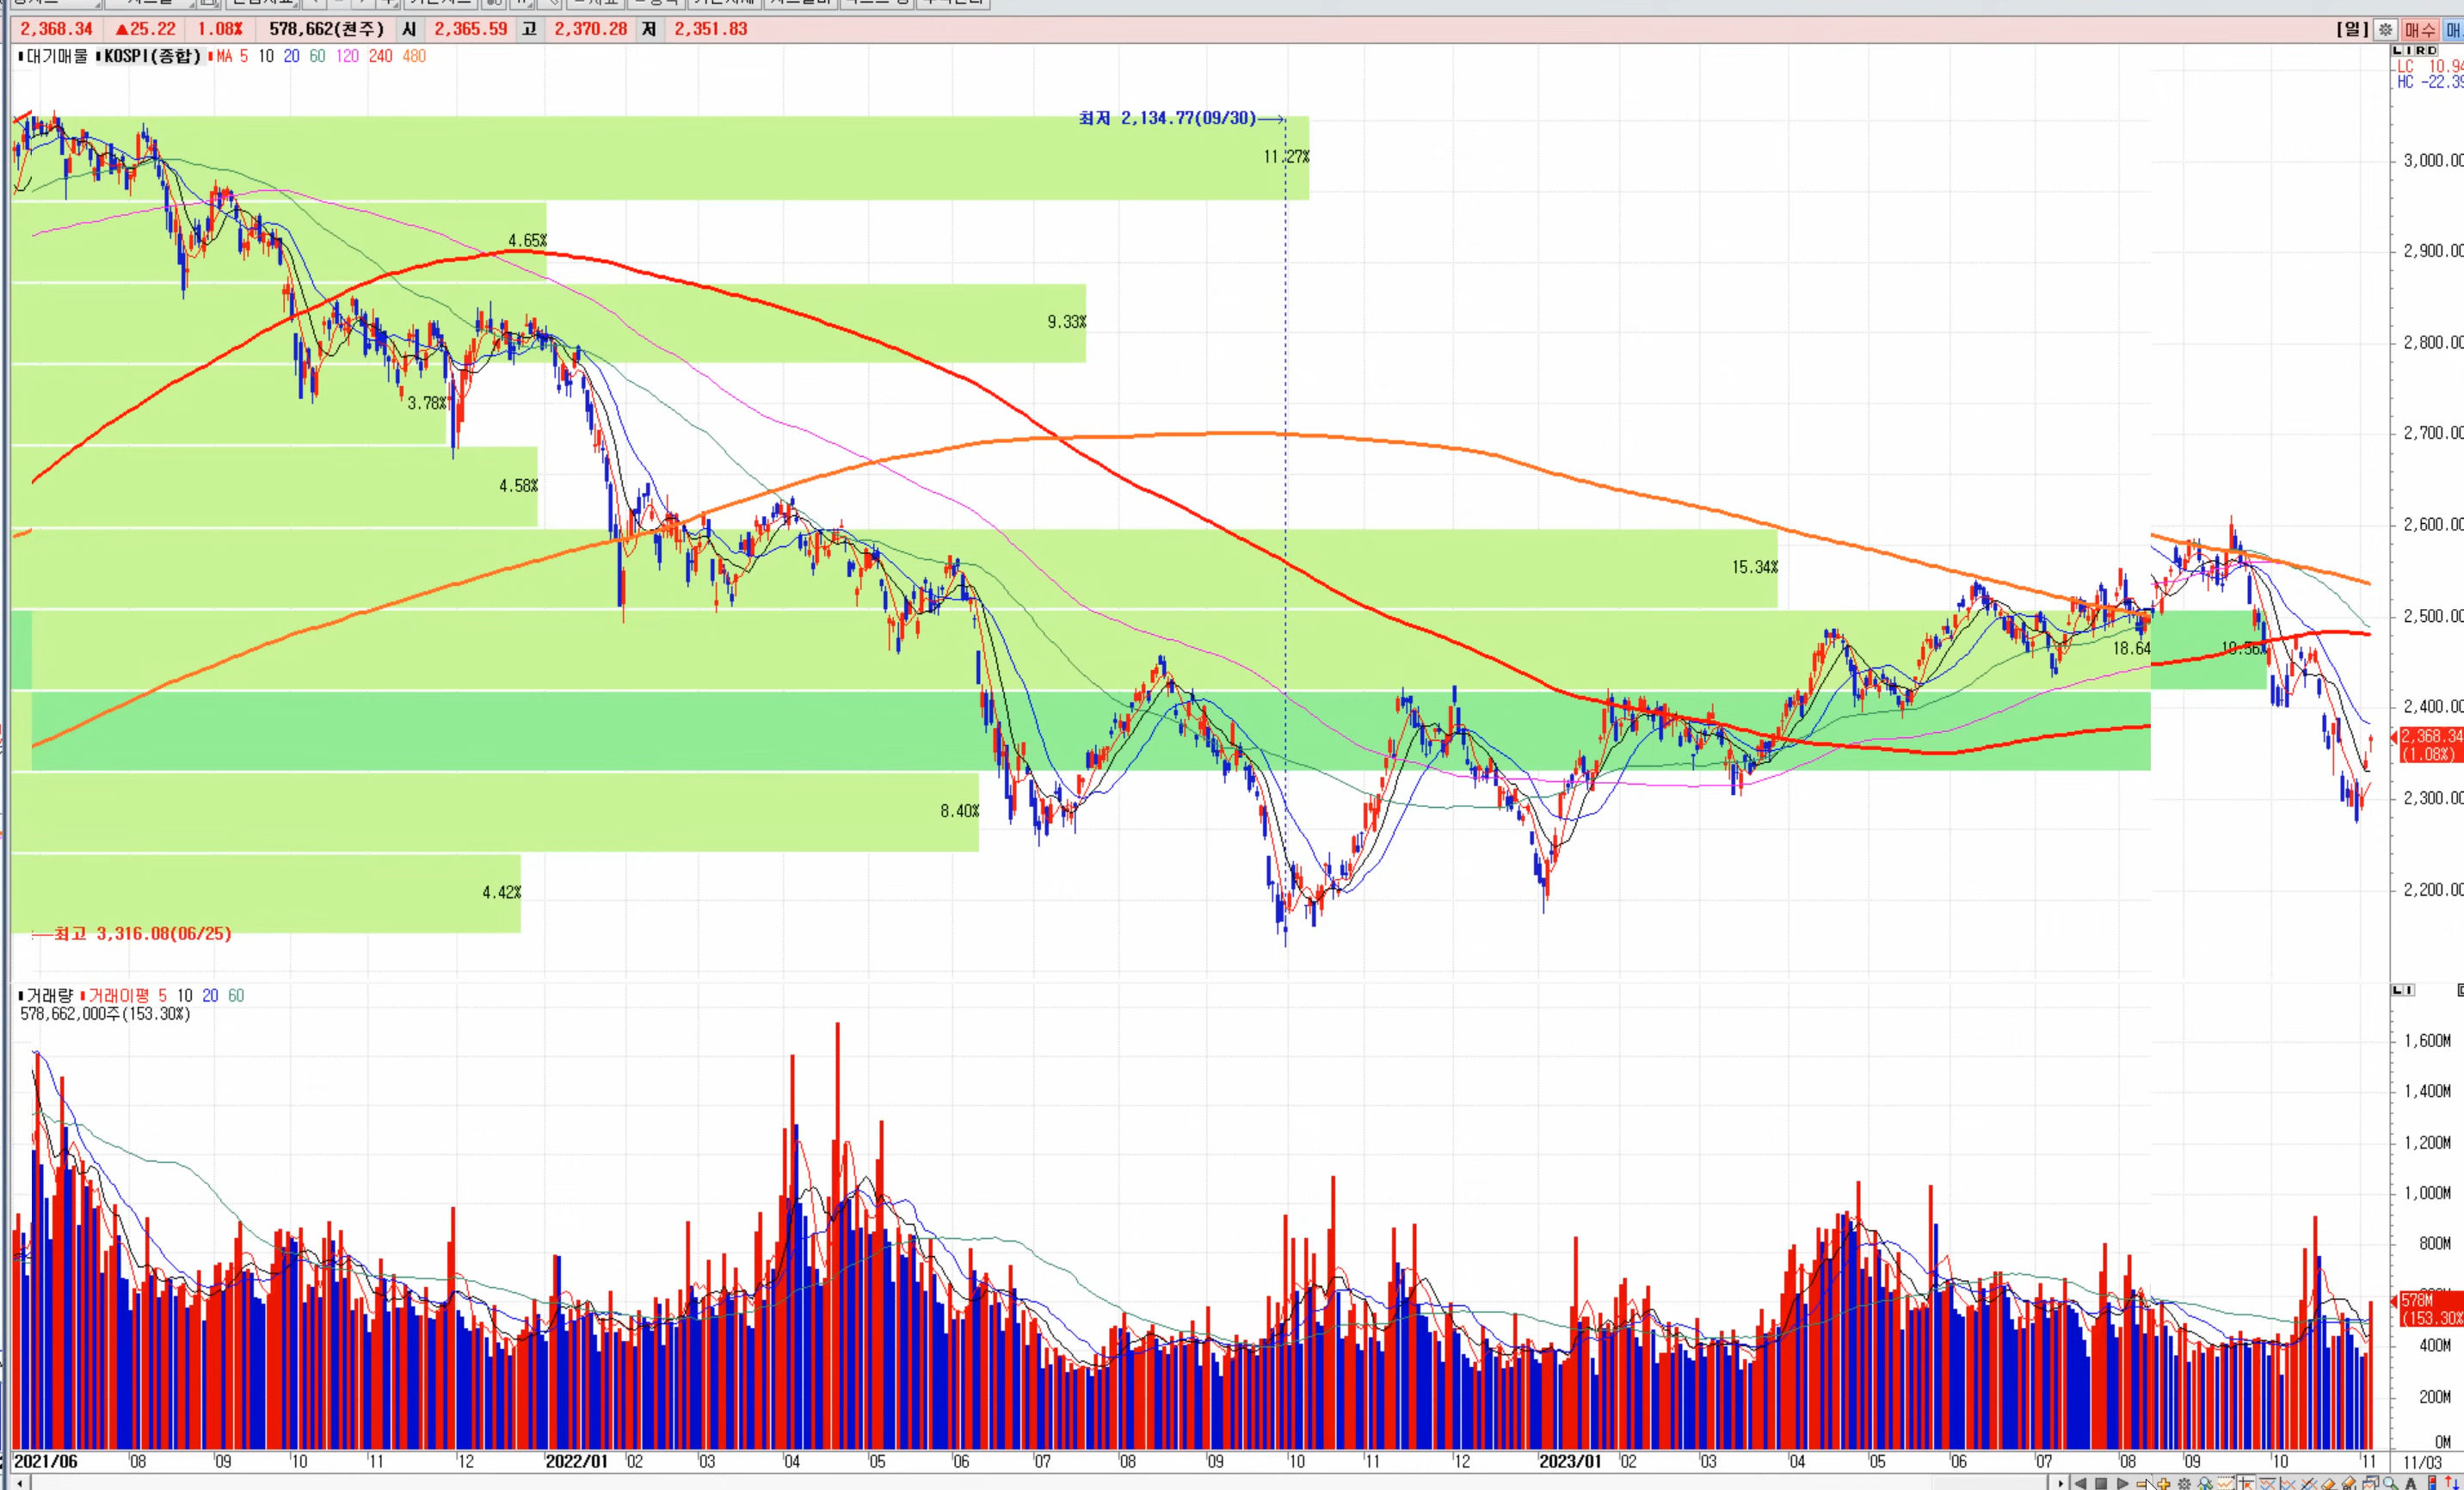 2,368.34 ▲25.22 1.08% 578,662(천주) 시 2,365.59 고 2,370.28 저 2,351.83 [일] 매수
대기매물 KOSPI(종합) MA 5 10 20 60 120 240 480
L I R D
LC 10.94
HC -22.39
최저 2,134.77(09/30)
11.27%
3,000.00
4.65%
2,900.00
9.33%
2,800.00
3.78%
2,700.00
4.58%
2,600.00
15.34%
2,500.00
18.64
2,400.00
2,368.34
(1.08%)
2,300.00
8.40%
2,200.00
4.42%
최고 3,316.08(06/25)
거래량 거래이평 5 10 20 60
L I
578,662,000주(153.30%)
1,600M
1,400M
1,200M
1,000M
800M
578M
(153.30%
400M
200M
0M
2021/06 08 09 10 11 12 2022/01 02 03 04 05 06 07 08 09 10 11 12 2023/01 02 03 04 05 06 07 08 09 10 11 11/03